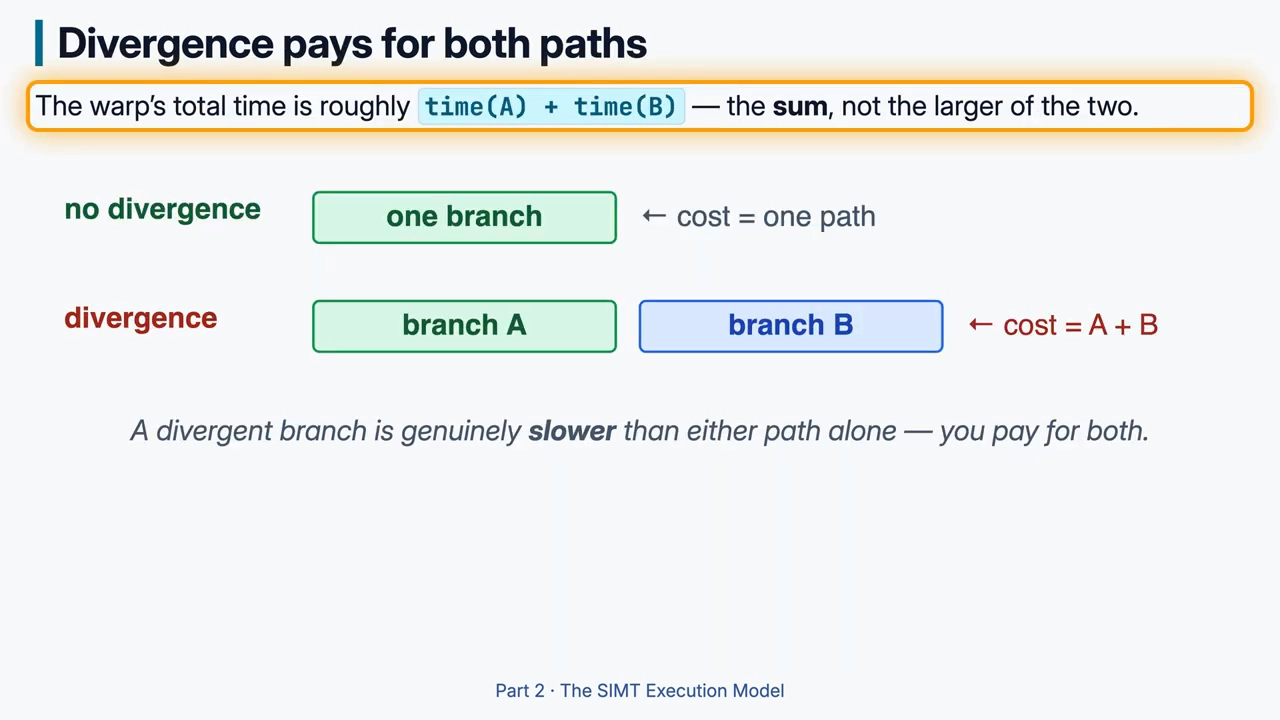 Divergence pays for both paths
The warp’s total time is roughly time(A) + time(B) — the sum, not the larger of the two.
no divergence one branch ← cost = one path
divergence branch A branch B ← cost = A + B
A divergent branch is genuinely slower than either path alone — you pay for both.
Part 2 · The SIMT Execution Model